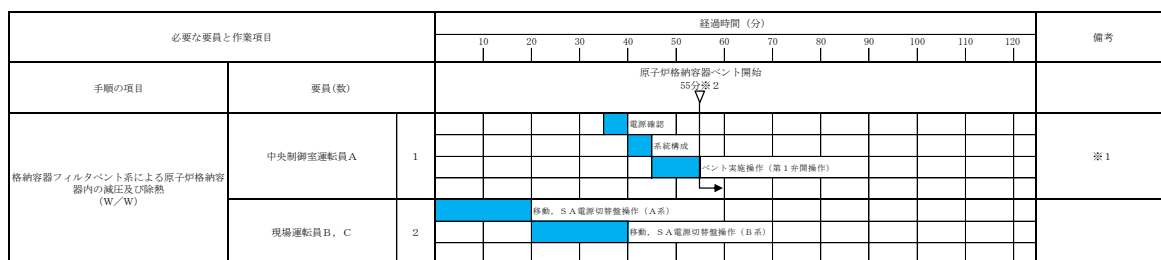 必要な要員と作業項目
経過時間（分）
備考
10 20 30 40 50 60 70 80 90 100 110 120
手順の項目
要員(数)
原子炉格納容器ベント開始
55分※２
格納容器フィルタベント系による原子炉格納容
器内の減圧及び除熱
（Ｗ／Ｗ）
中央制御室運転員Ａ
1
電源確認
系統構成
ベント実施操作（第１弁開操作）
※１
現場運転員Ｂ，Ｃ
2
移動，ＳＡ電源切替盤操作（Ａ系）
移動，ＳＡ電源切替盤操作（Ｂ系）